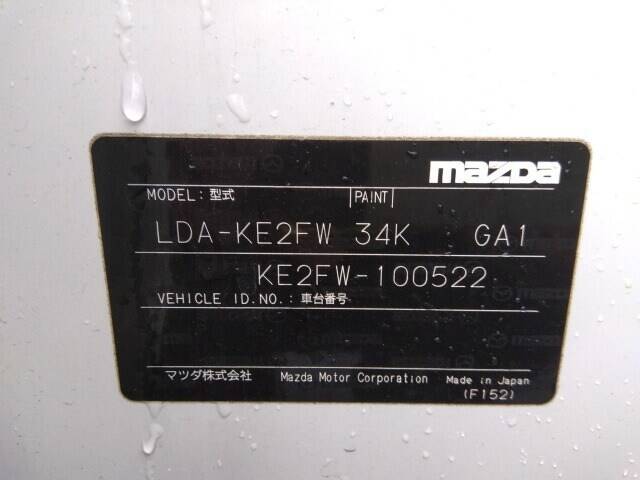 mazda
MODEL: 型式 |PAINT|
LDA-KE2FW 34K GA1
KE2FW-100522
VEHICLE ID.NO.: 車台番号
マツダ株式会社 Mazda Motor Corporation Made in Japan
(F152)